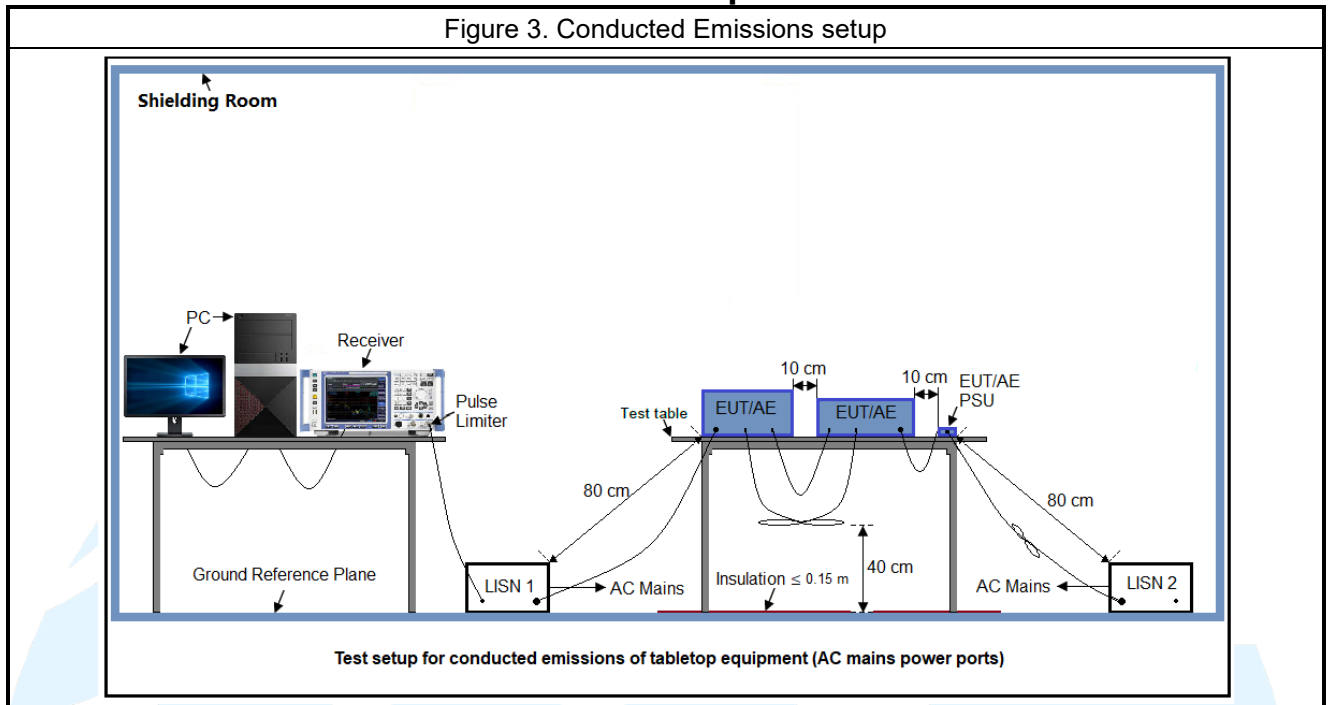 Figure 3. Conducted Emissions setup
Shielding Room
PC
Receiver
Pulse
Limiter
10 cm
10 cm
EUT/AE
PSU
Test table
EUT/AE
EUT/AE
80 cm
80 cm
Ground Reference Plane
LISN 1
AC Mains
Insulation ≤ 0.15 m
40 cm
AC Mains
LISN 2
Test setup for conducted emissions of tabletop equipment (AC mains power ports)